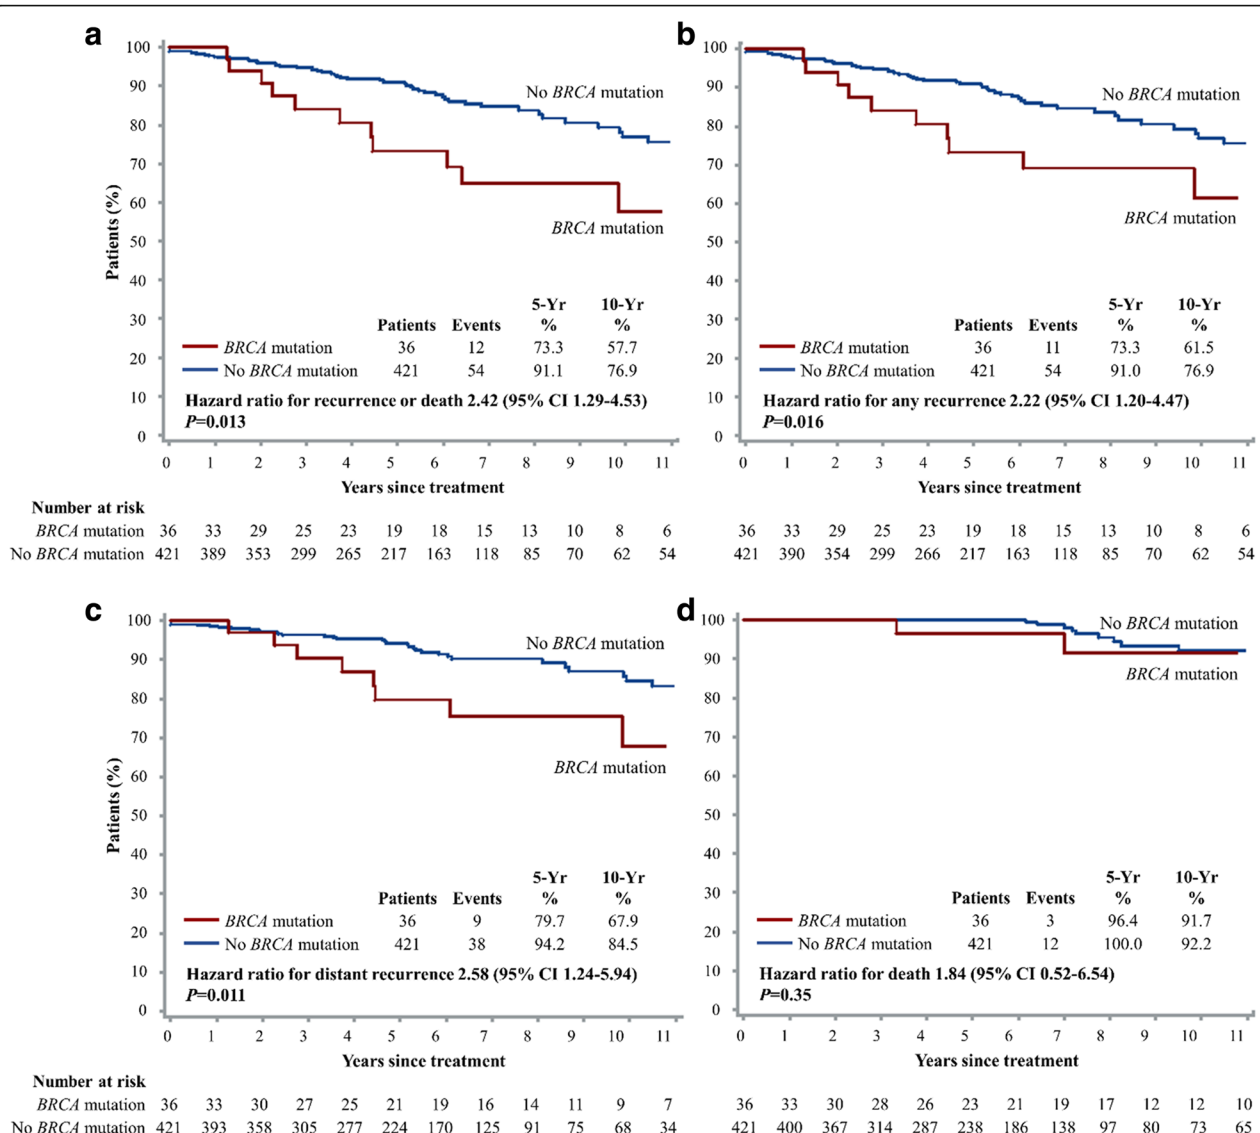 a
100
90
80
70
60
50
40
30
20
10
0
Patients (%)
No BRCA mutation
BRCA mutation
5-Yr 10-Yr
Patients Events % %
BRCA mutation 36 12 73.3 57.7
No BRCA mutation 421 54 91.1 76.9
Hazard ratio for recurrence or death 2.42 (95% CI 1.29-4.53)
P=0.013
0 1 2 3 4 5 6 7 8 9 10 11
Years since treatment
Number at risk
BRCA mutation 36 33 29 25 23 19 18 15 13 10 8 6
No BRCA mutation 421 389 353 299 265 217 163 118 85 70 62 54
b
100
90
80
70
60
50
40
30
20
10
0
No BRCA mutation
BRCA mutation
5-Yr 10-Yr
Patients Events % %
BRCA mutation 36 11 73.3 61.5
No BRCA mutation 421 54 91.0 76.9
Hazard ratio for any recurrence 2.22 (95% CI 1.20-4.47)
P=0.016
0 1 2 3 4 5 6 7 8 9 10 11
Years since treatment
36 33 29 25 23 19 18 15 13 10 8 6
421 390 354 299 266 217 163 118 85 70 62 54
c
100
90
80
70
60
50
40
30
20
10
0
Patients (%)
No BRCA mutation
BRCA mutation
5-Yr 10-Yr
Patients Events % %
BRCA mutation 36 9 79.7 67.9
No BRCA mutation 421 38 94.2 84.5
Hazard ratio for distant recurrence 2.58 (95% CI 1.24-5.94)
P=0.011
0 1 2 3 4 5 6 7 8 9 10 11
Years since treatment
Number at risk
BRCA mutation 36 33 30 27 25 21 19 16 14 11 9 7
No BRCA mutation 421 393 358 305 277 224 170 125 91 75 68 34
d
100
90
80
70
60
50
40
30
20
10
0
No BRCA mutation
BRCA mutation
5-Yr 10-Yr
Patients Events % %
BRCA mutation 36 3 96.4 91.7
No BRCA mutation 421 12 100.0 92.2
Hazard ratio for death 1.84 (95% CI 0.52-6.54)
P=0.35
0 1 2 3 4 5 6 7 8 9 10 11
Years since treatment
36 33 30 28 26 23 21 19 17 12 12 10
421 400 367 314 287 238 186 138 97 80 73 65